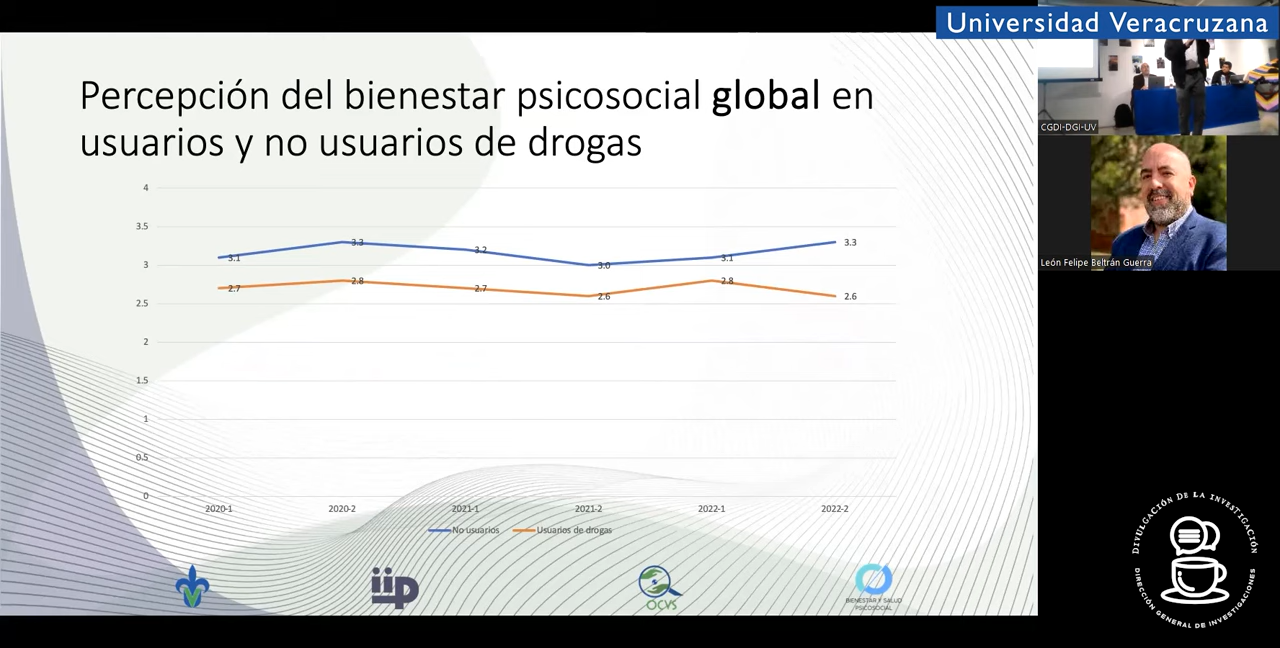 Universidad Veracruzana
Percepción del bienestar psicosocial global en
usuarios y no usuarios de drogas
4
3.5
3
2.5
2
1.5
1
0.5
0
3.1
3.3
3.2
3.0
3.1
3.3
2.7
2.8
2.7
2.6
2.8
2.6
2020-1
2020-2
2021-1
2021-2
2022-1
2022-2
No usuarios
Usuarios de drogas
iip
OCVS
BIENESTAR Y SALUD
PSICOSOCIAL
CGDI-DGI-UV
León Felipe Beltrán Guerra
DIVULGACIÓN DE LA INVESTIGACIÓN
DIRECCIÓN GENERAL DE INVESTIGACIONES